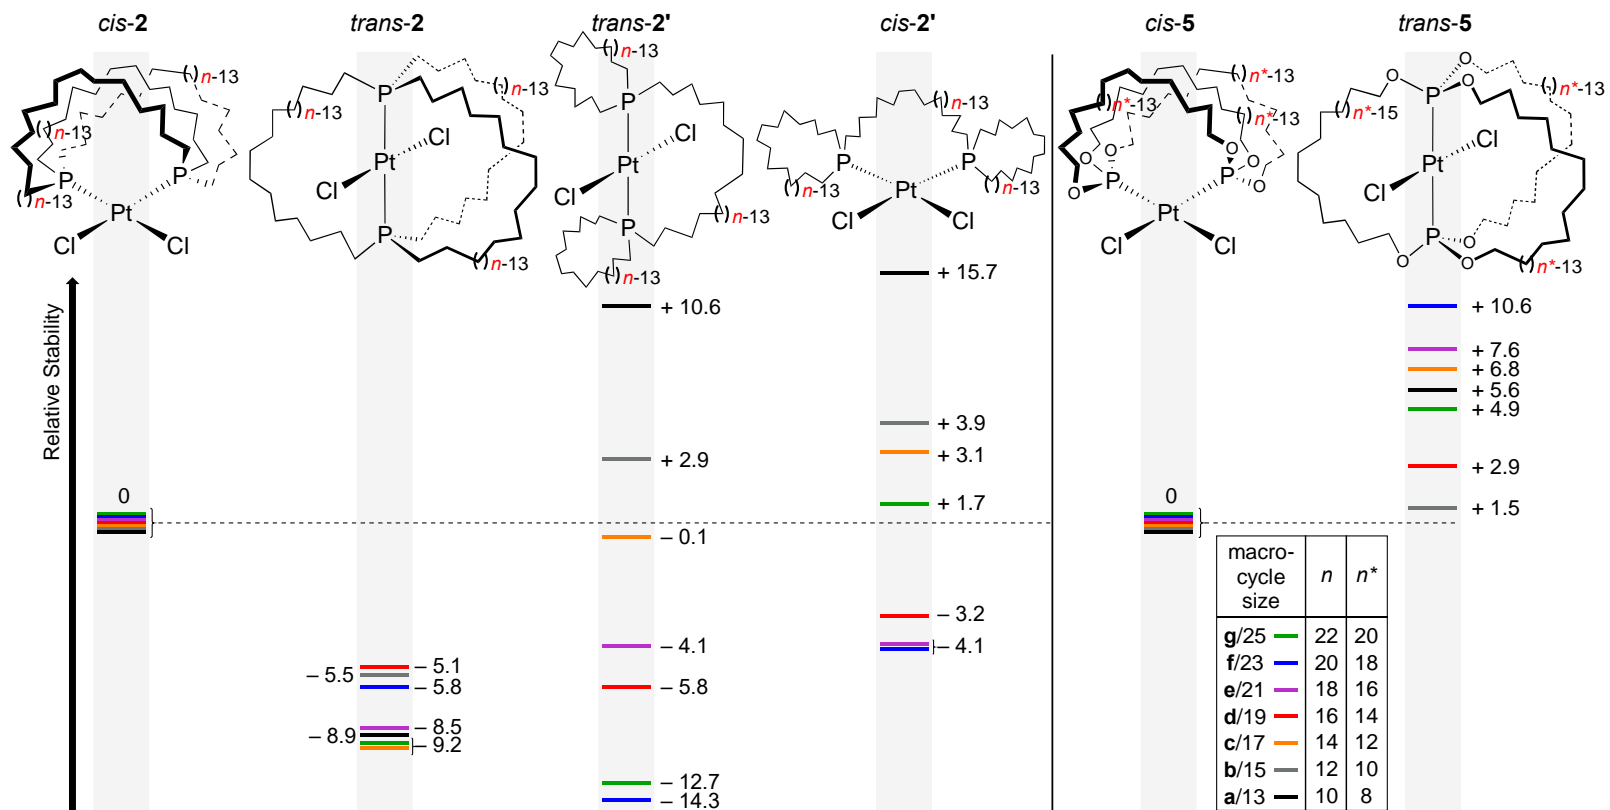 cis-2
trans-2
trans-2'
cis-2'
cis-5
trans-5
( )n-13
( )n-13
( )n-13
P
P
Pt
Cl
Cl
( )n-13
( )n-13
( )n-13
P
Cl
Pt
Cl
P
( )n-13
( )n-13
( )n-13
P
Cl
Pt
Cl
P
( )n-13
( )n-13
( )n-13
P
P
( )n-13
Pt
Cl
Cl
( )n*-13
( )n*-13
( )n*-13
O
O
O
O
O
O
P
P
Pt
Cl
Cl
O
O
O
P
( )n*-13
( )n*-15
Cl
Pt
Cl
P
O
O
O
( )n*-13
Relative Stability
0
– 5.5
– 5.1
– 5.8
– 8.9
– 8.5
– 9.2
+ 10.6
+ 2.9
– 0.1
– 4.1
– 5.8
– 12.7
– 14.3
+ 15.7
+ 3.9
+ 3.1
+ 1.7
– 3.2
– 4.1
0
+ 10.6
+ 7.6
+ 6.8
+ 5.6
+ 4.9
+ 2.9
+ 1.5
macro-
cycle
size n n*
g/25 22 20
f/23 20 18
e/21 18 16
d/19 16 14
c/17 14 12
b/15 12 10
a/13 10 8